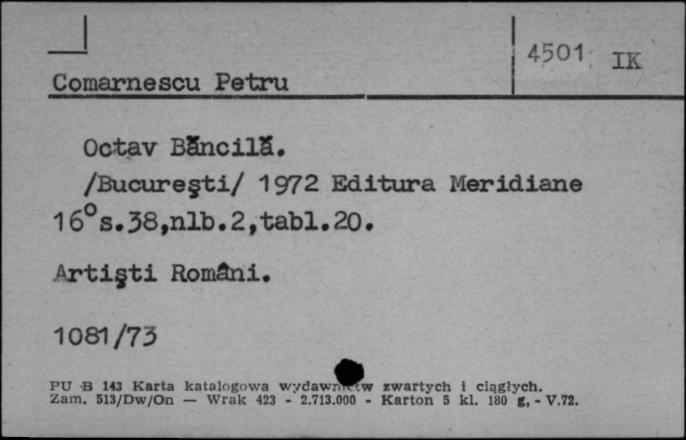 4501 IK
Comarnescu Petru
Octav Băncilă.
/Bucureşti/ 1972 Editura Meridiane
16° s.38,nlb.2,tabl.20.
Artişti Români.
1081/73
PU B 143 Karta katalogowa wydawnictw zwartych i ciągłych.
Zam. 513/Dw/On — Wrak 423 - 2.713.000 - Karton 5 kl. 180 g, - V.72.